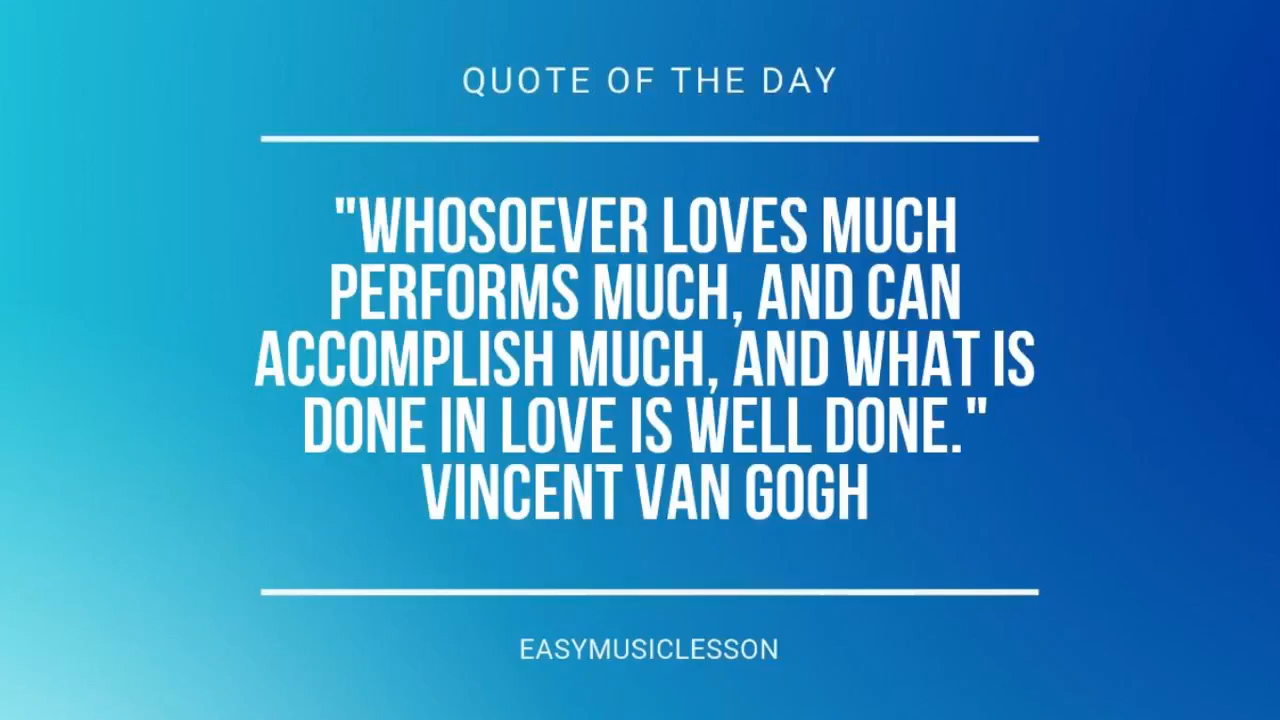 QUOTE OF THE DAY
"WHOSOEVER LOVES MUCH
PERFORMS MUCH, AND CAN
ACCOMPLISH MUCH, AND WHAT IS
DONE IN LOVE IS WELL DONE."
VINCENT VAN GOGH
EASYMUSICLESSON